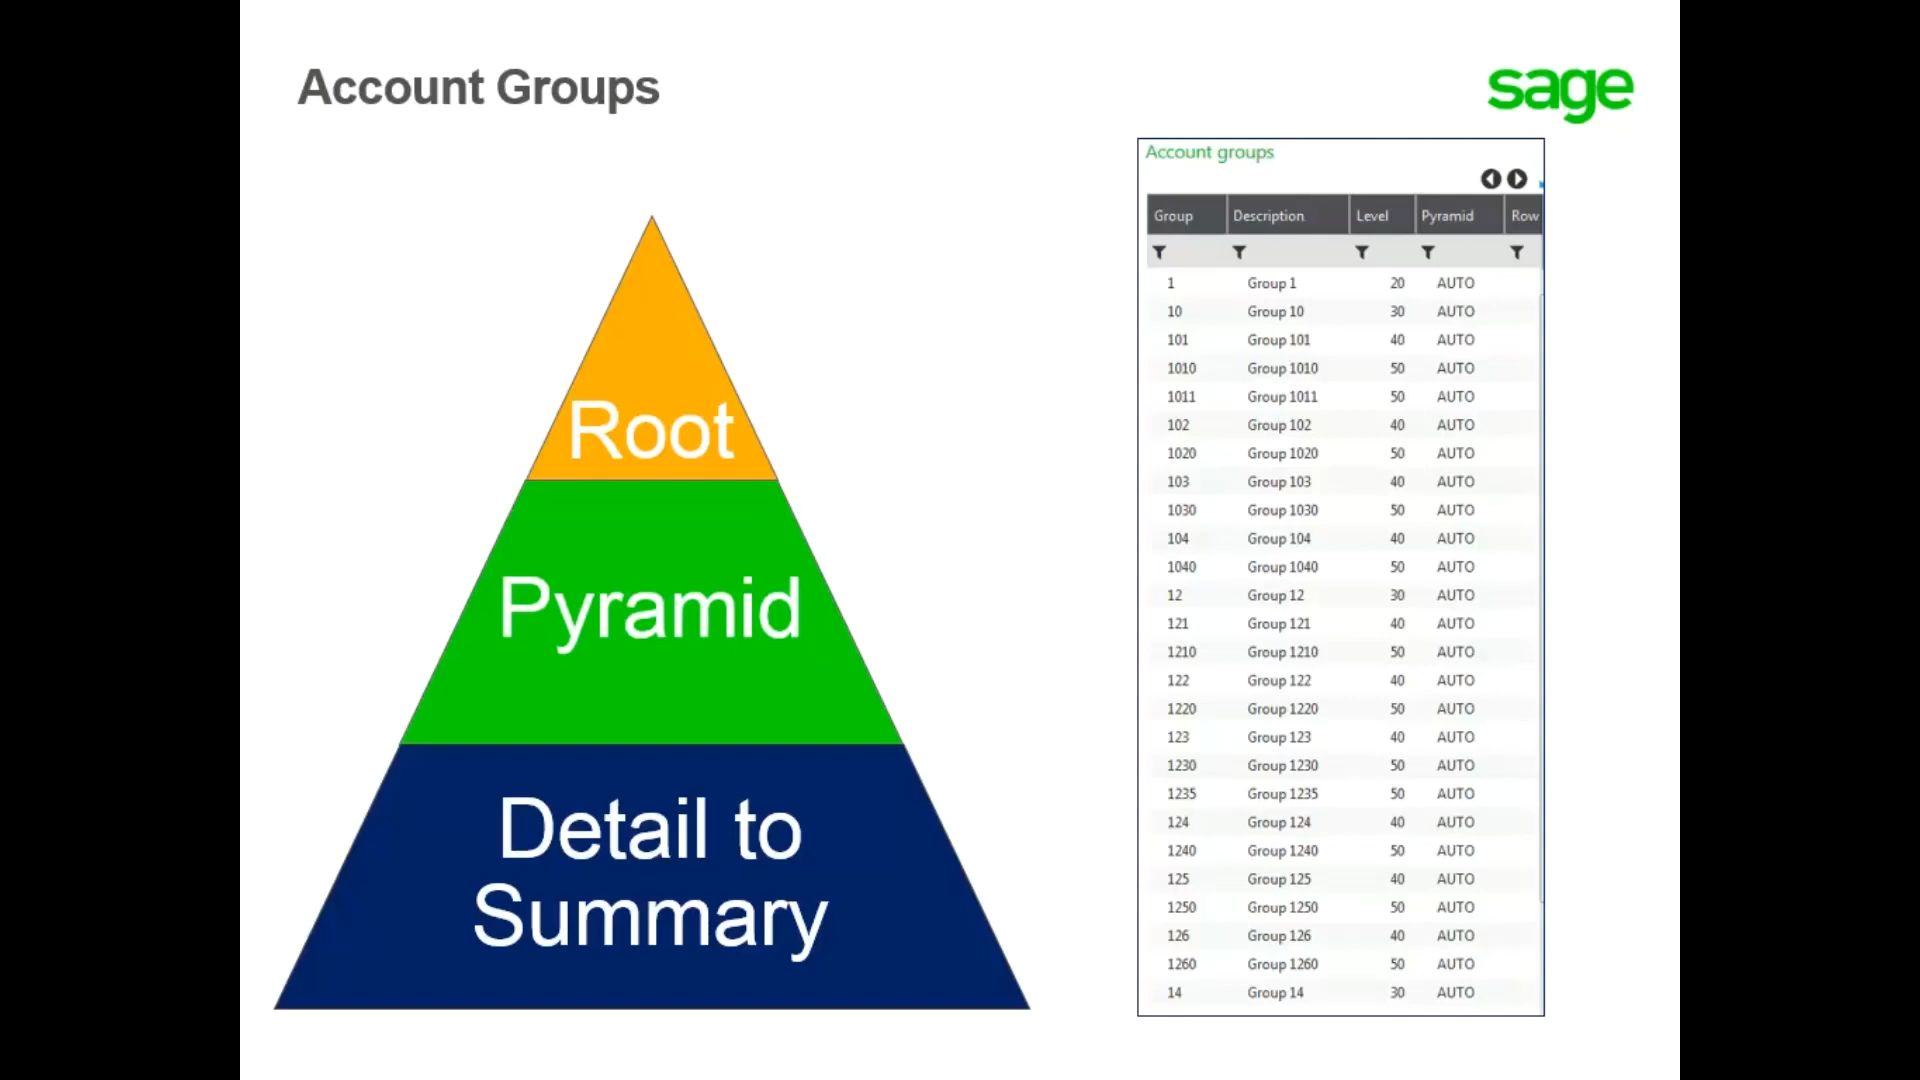 Account Groups
sage
Root
Pyramid
Detail to
Summary
Account groups
Group Description Level Pyramid Row
1 Group 1 20 AUTO
10 Group 10 30 AUTO
101 Group 101 40 AUTO
1010 Group 1010 50 AUTO
1011 Group 1011 50 AUTO
102 Group 102 40 AUTO
1020 Group 1020 50 AUTO
103 Group 103 40 AUTO
1030 Group 1030 50 AUTO
104 Group 104 40 AUTO
1040 Group 1040 50 AUTO
12 Group 12 30 AUTO
121 Group 121 40 AUTO
1210 Group 1210 50 AUTO
122 Group 122 40 AUTO
1220 Group 1220 50 AUTO
123 Group 123 40 AUTO
1230 Group 1230 50 AUTO
1235 Group 1235 50 AUTO
124 Group 124 40 AUTO
1240 Group 1240 50 AUTO
125 Group 125 40 AUTO
1250 Group 1250 50 AUTO
126 Group 126 40 AUTO
1260 Group 1260 50 AUTO
14 Group 14 30 AUTO